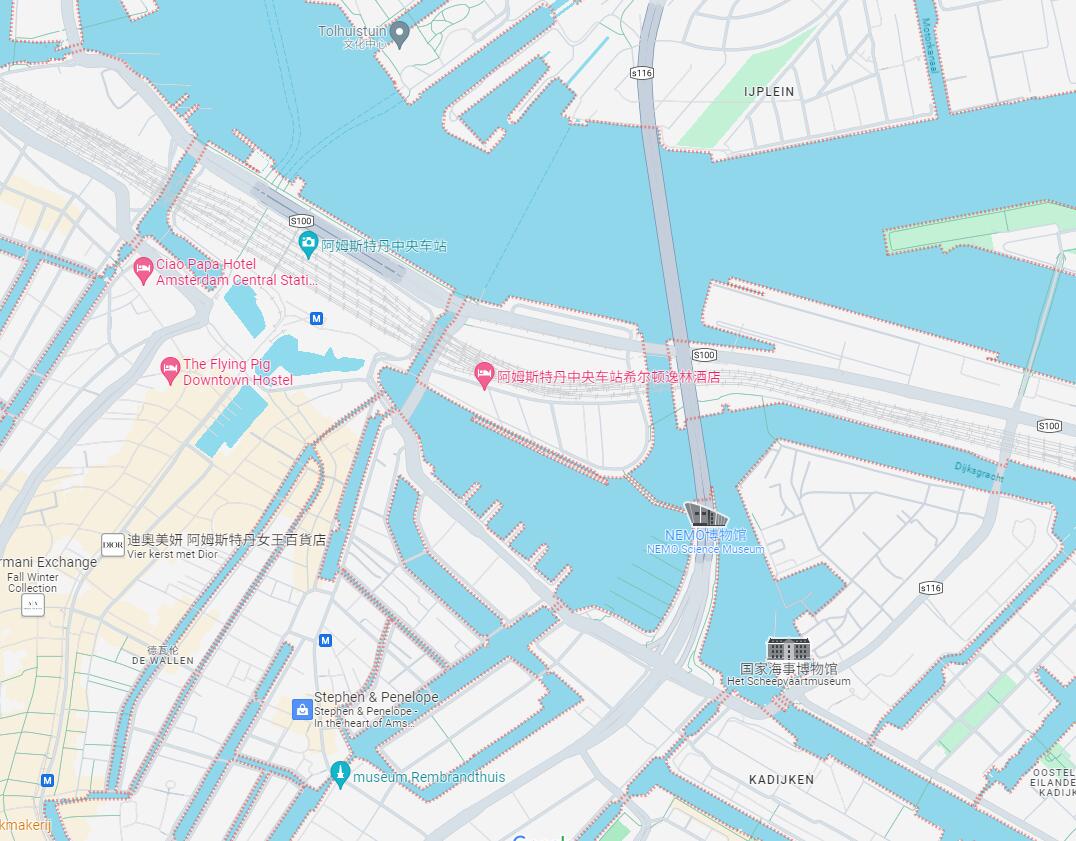 Tolhuistuin
文化中心
s116
Motorkanaal
IJPLEIN
S100
阿姆斯特丹中央车站
Ciao Papa Hotel
Amsterdam Central Stati...
M
S100
The Flying Pig
Downtown Hostel
阿姆斯特丹中央车站希尔顿逸林酒店
S100
Dijksgracht
NEMO博物馆
NEMO Science Museum
DIOR
迪奥美妍 阿姆斯特丹女王百貨店
Vier kerst met Dior
rmani Exchange
Fall Winter
Collection
s116
M
德瓦伦
DE WALLEN
国家海事博物馆
Het Scheepvaartmuseum
Stephen & Penelope
Stephen & Penelope -
In the heart of Ams...
museum Rembrandthuis
M
KADIJKEN
OOSTEL
EILANDE
KADIJK
kmakerij